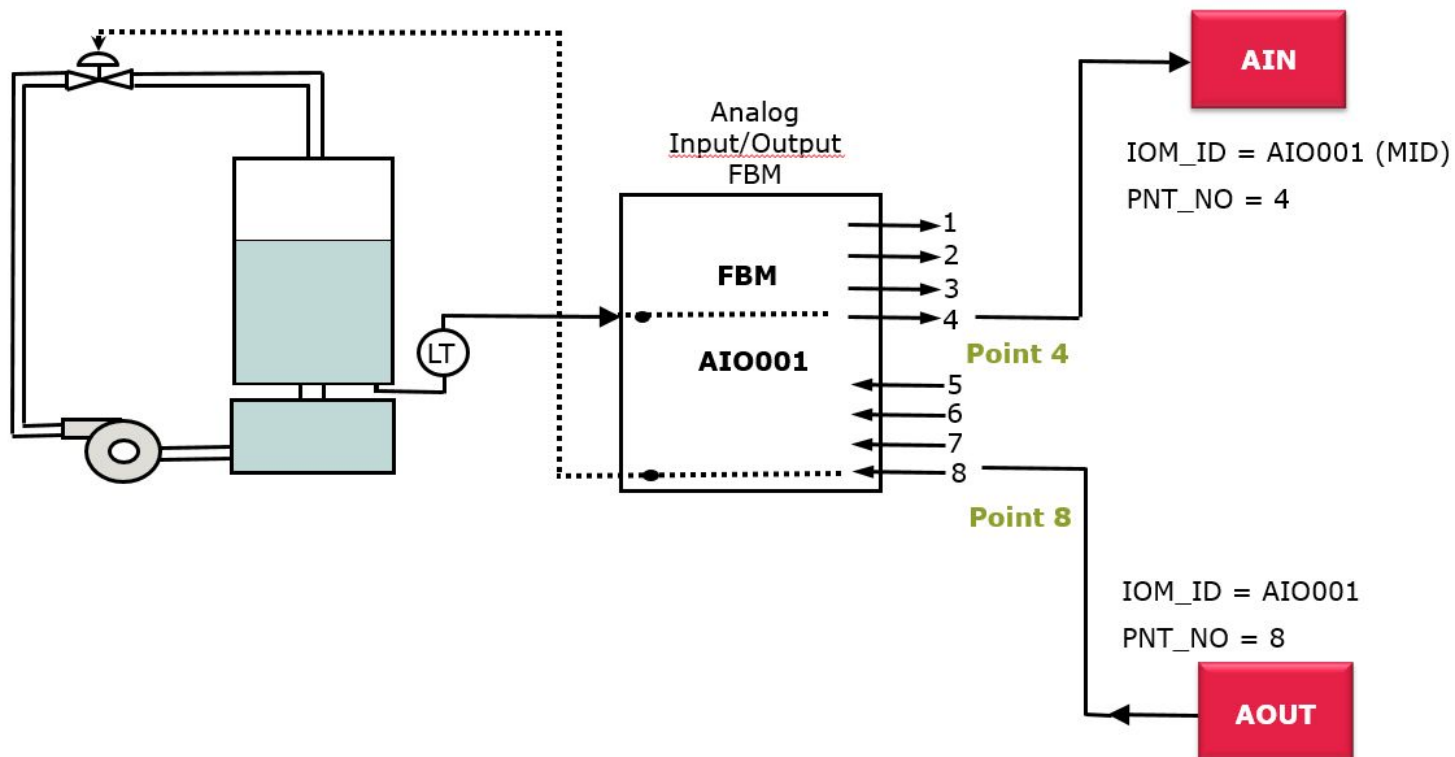 AIN
Analog
Input/Output
FBM
IOM_ID = AIO001 (MID)
PNT_NO = 4
1
2
FBM
3
4
LT
Point 4
AIO001
5
6
7
8
Point 8
IOM_ID = AIO001
PNT_NO = 8
AOUT